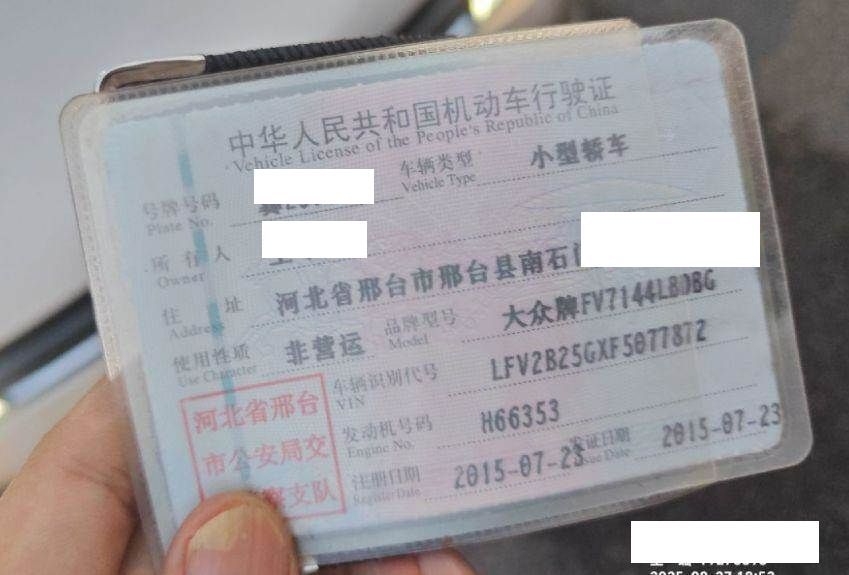 中华人民共和国机动车行驶证
Vehicle License of the People's Republic of China
号牌号码
Plate No.
车辆类型 小型轿车
Vehicle Type
所有人
Owner
住址 河北省邢台市邢台县南石
Address
使用性质 非营运
Use Character
品牌型号 大众牌FV7144LBDBG
Model
车辆识别代号 LFV2B25GXF5077872
VIN
河北省邢台
市公安局交
支队
发动机号码 H66353
Engine No.
注册日期 2015-07-23
Register Date
发证日期 2015-07-23
Issue Date